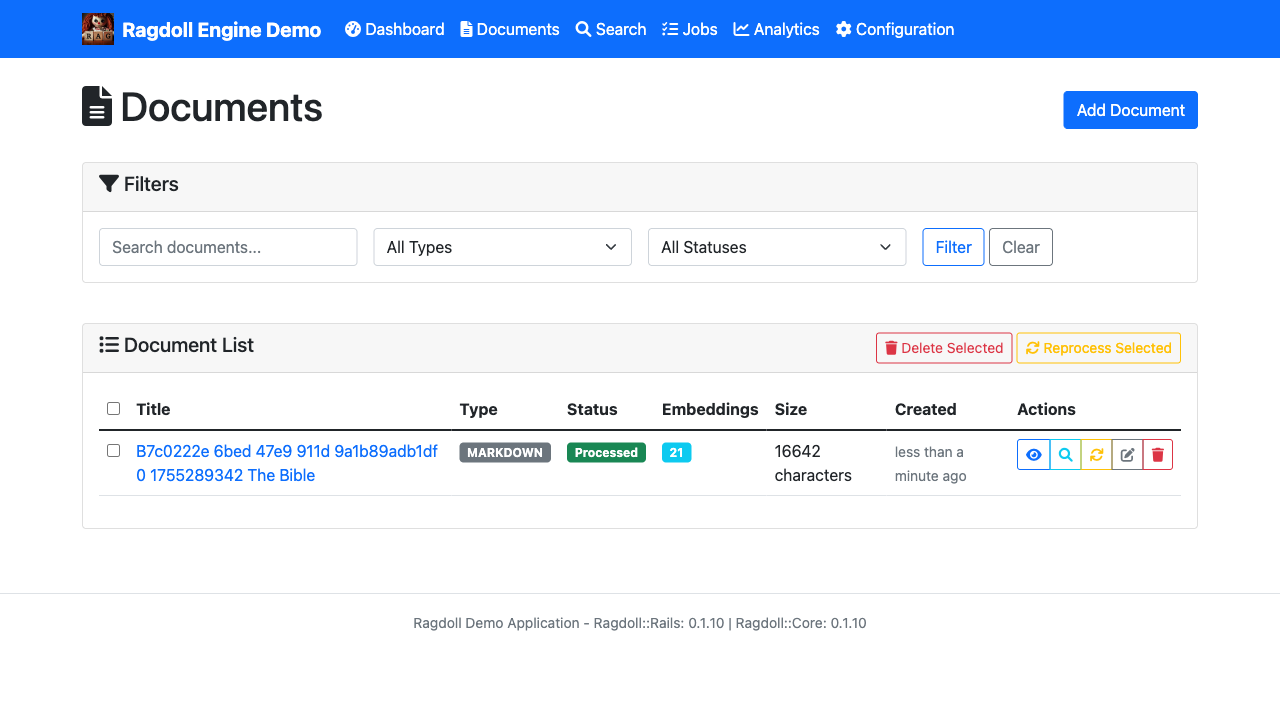 Ragdoll Engine Demo Dashboard Documents Search Jobs Analytics Configuration
Documents
Add Document
Filters
Search documents... All Types All Statuses Filter Clear
Document List Delete Selected Reprocess Selected
Title Type Status Embeddings Size Created Actions
B7c0222e 6bed 47e9 911d 9a1b89adb1df MARKDOWN Processed 21 16642 less than a
0 1755289342 The Bible characters minute ago
Ragdoll Demo Application - Ragdoll::Rails: 0.1.10 | Ragdoll::Core: 0.1.10